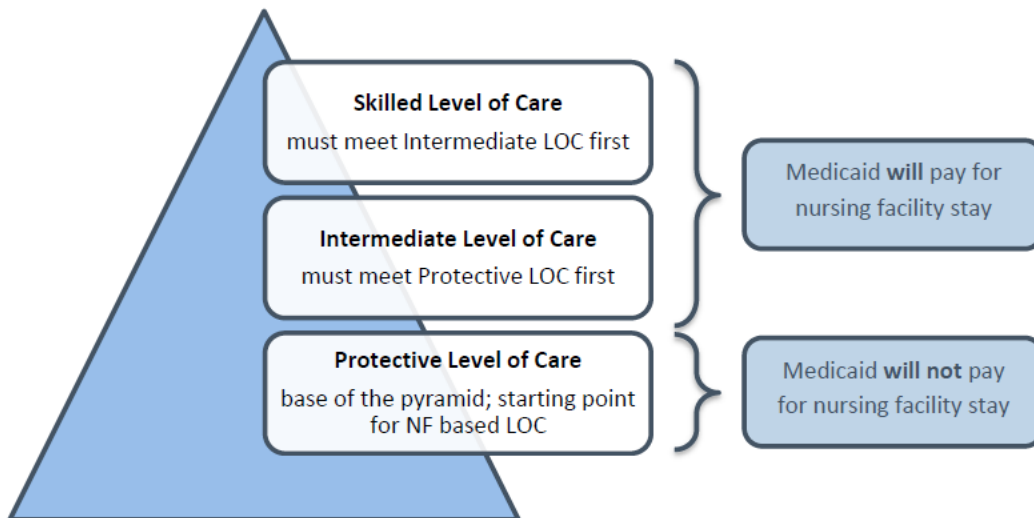 Skilled Level of Care
must meet Intermediate LOC first
Medicaid will pay for
nursing facility stay
Intermediate Level of Care
must meet Protective LOC first
Protective Level of Care
base of the pyramid; starting point
for NF based LOC
Medicaid will not pay
for nursing facility stay